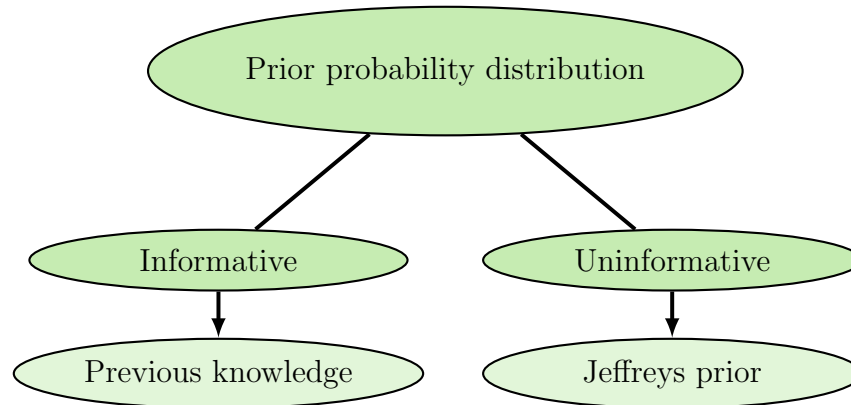 Prior probability distribution
Informative
Uninformative
Previous knowledge
Jeffreys prior